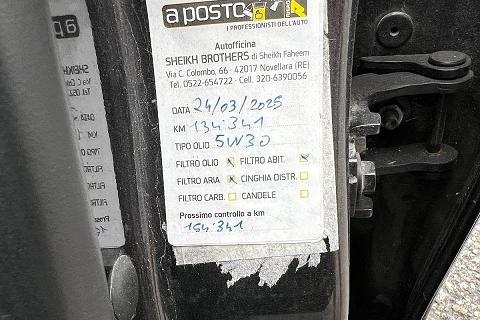 a posto
I PROFESSIONISTI DELL'AUTO
Autofficina
SHEIKH BROTHERS di Sheikh Faheem
Via C. Colombo, 66 - 42017 Novellara (RE)
Tel. 0522-654722 - Cell. 320-6390056
DATA 24/03/2025
KM 134.341
TIPO OLIO 5W30
FILTRO OLIO FILTRO ABIT.
FILTRO ARIA CINGHIA DISTR.
FILTRO CARB. CANDELE
Prossimo controllo a km
154.341